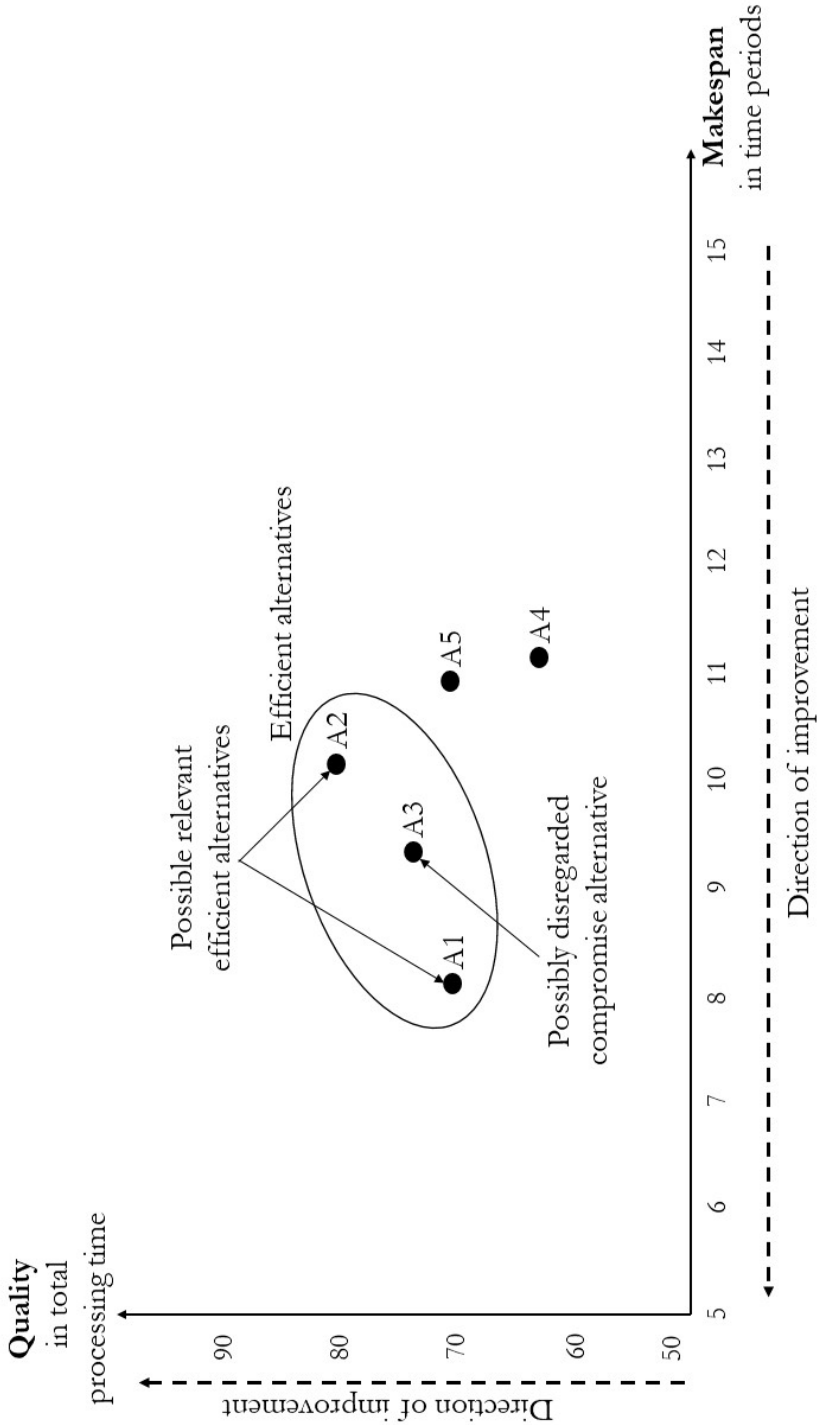 Quality
in total
processing time
Direction of improvement
90
80
70
60
50
Possible relevant
efficient alternatives
Efficient alternatives
A2
A3
A1
A5
A4
Possibly disregarded
compromise alternative
5
6
7
8
9
10
11
12
13
14
15
Makespan
in time periods
Direction of improvement